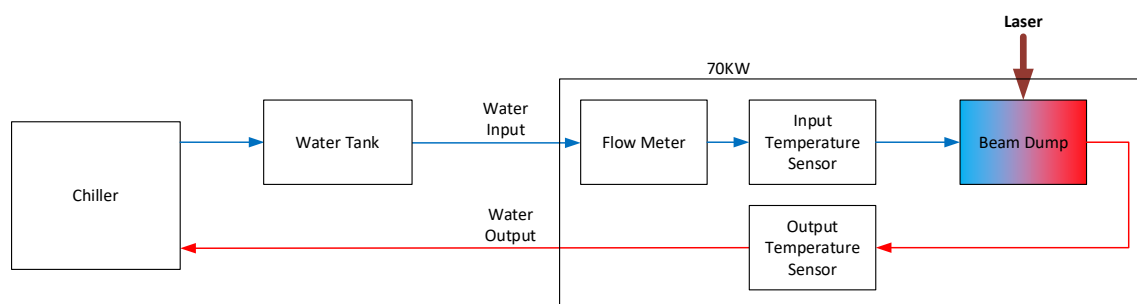 Laser
70KW
Chiller
Water Tank
Water
Input
Flow Meter
Input
Temperature
Sensor
Beam Dump
Water
Output
Output
Temperature
Sensor